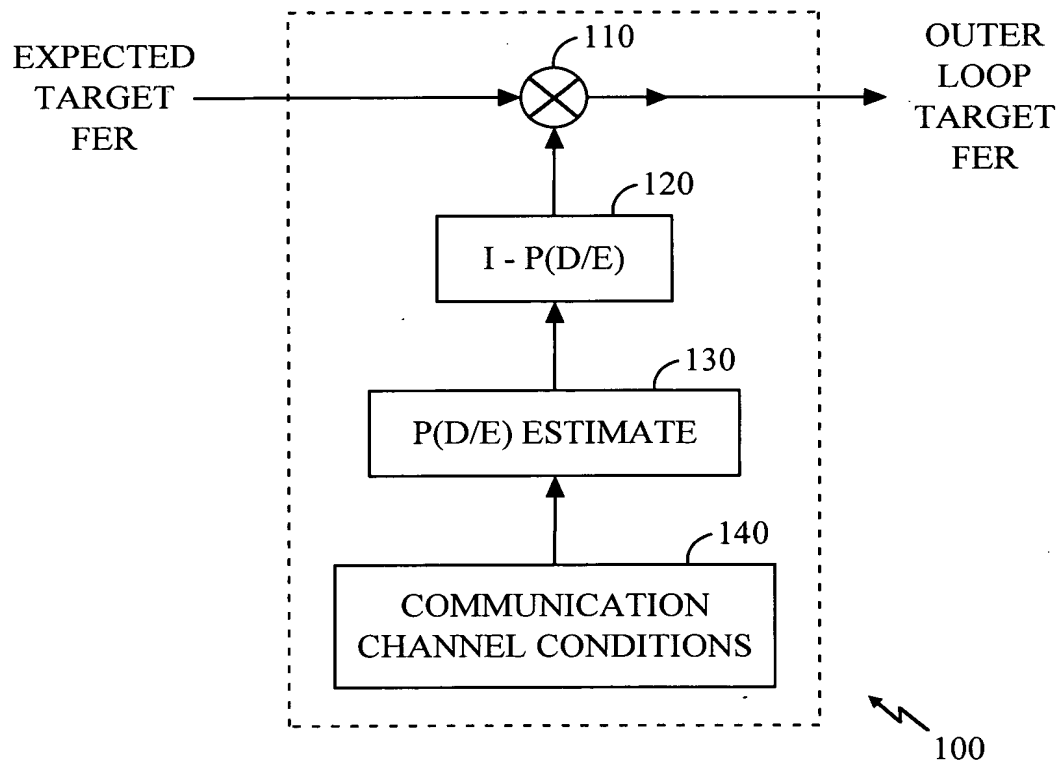 EXPECTED
TARGET
FER
110
OUTER
LOOP
TARGET
FER
120
I - P(D/E)
130
P(D/E) ESTIMATE
140
COMMUNICATION
CHANNEL CONDITIONS
100